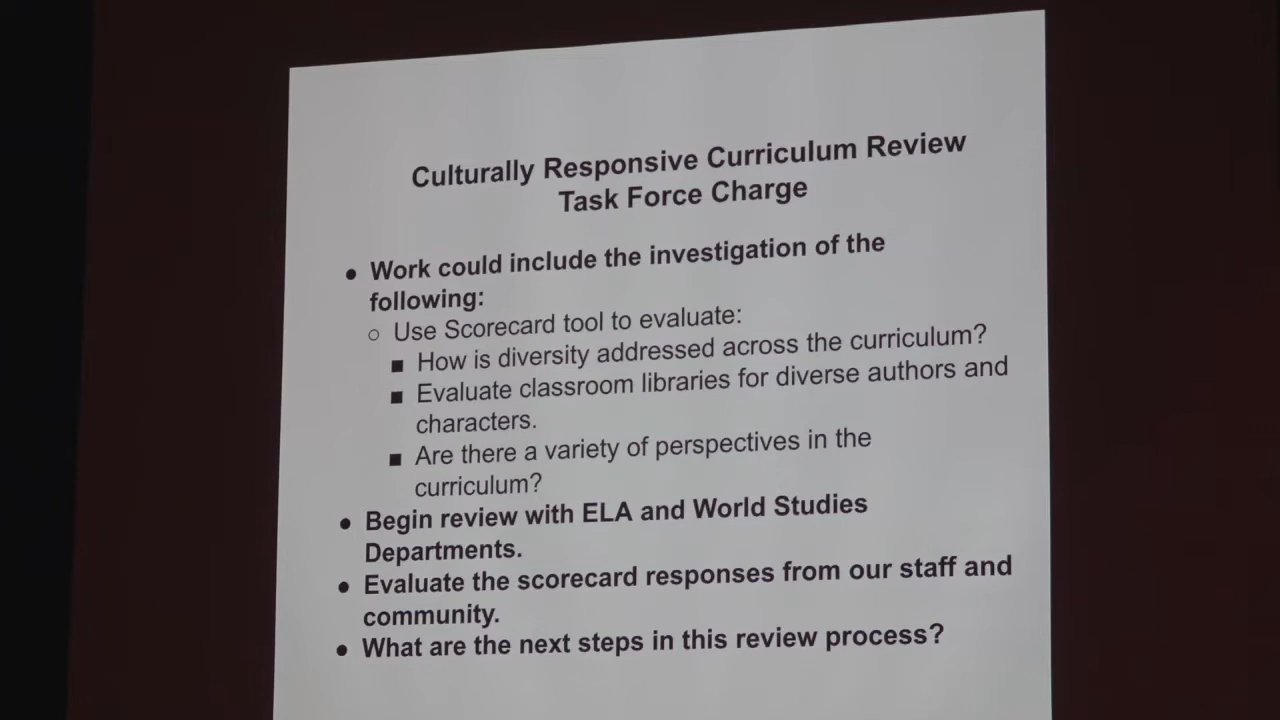 Culturally Responsive Curriculum Review
Task Force Charge
● Work could include the investigation of the
following:
○ Use Scorecard tool to evaluate:
■ How is diversity addressed across the curriculum?
■ Evaluate classroom libraries for diverse authors and
characters.
■ Are there a variety of perspectives in the
curriculum?
● Begin review with ELA and World Studies
Departments.
● Evaluate the scorecard responses from our staff and
community.
● What are the next steps in this review process?